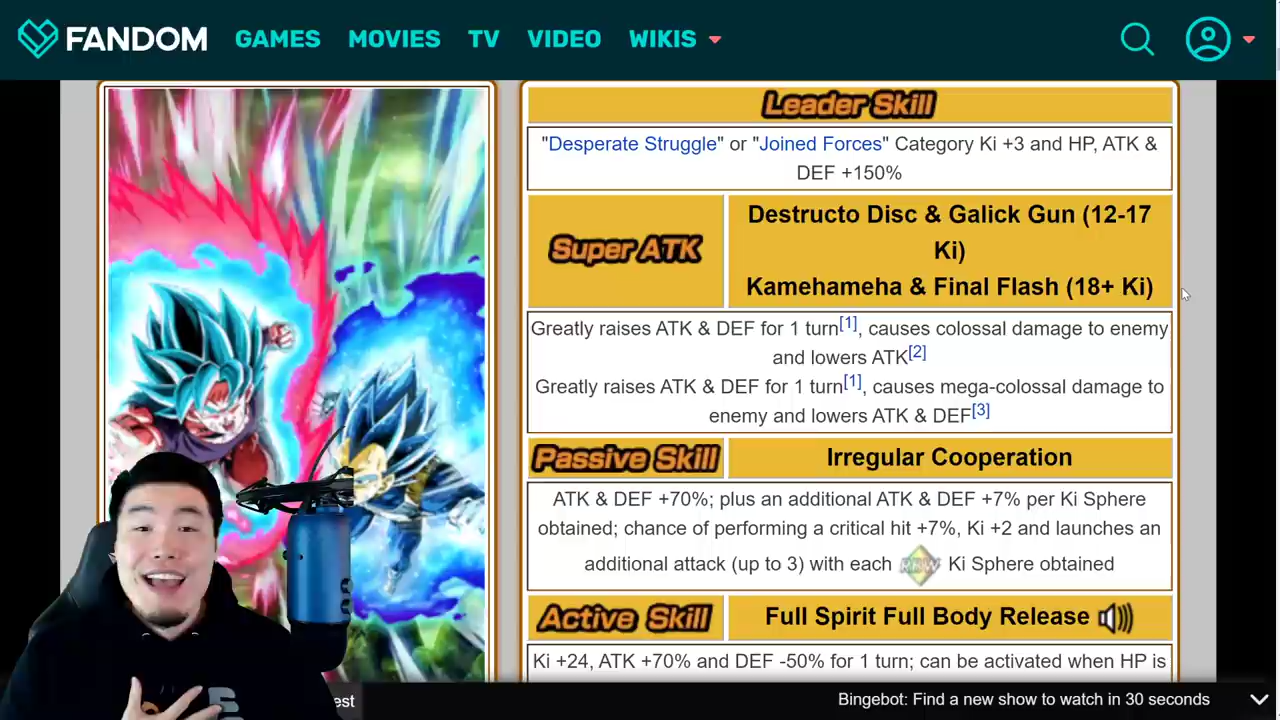 FANDOM GAMES MOVIES TV VIDEO WIKIS
Leader Skill
"Desperate Struggle" or "Joined Forces" Category Ki +3 and HP, ATK &
DEF +150%
Super ATK
Destructo Disc & Galick Gun (12-17
Ki)
Kamehameha & Final Flash (18+ Ki)
Greatly raises ATK & DEF for 1 turn[1], causes colossal damage to enemy
and lowers ATK[2]
Greatly raises ATK & DEF for 1 turn[1], causes mega-colossal damage to
enemy and lowers ATK & DEF[3]
Passive Skill
Irregular Cooperation
ATK & DEF +70%; plus an additional ATK & DEF +7% per Ki Sphere
obtained; chance of performing a critical hit +7%, Ki +2 and launches an
additional attack (up to 3) with each RBW Ki Sphere obtained
Active Skill
Full Spirit Full Body Release
Ki +24, ATK +70% and DEF -50% for 1 turn; can be activated when HP is
est
Bingebot: Find a new show to watch in 30 seconds